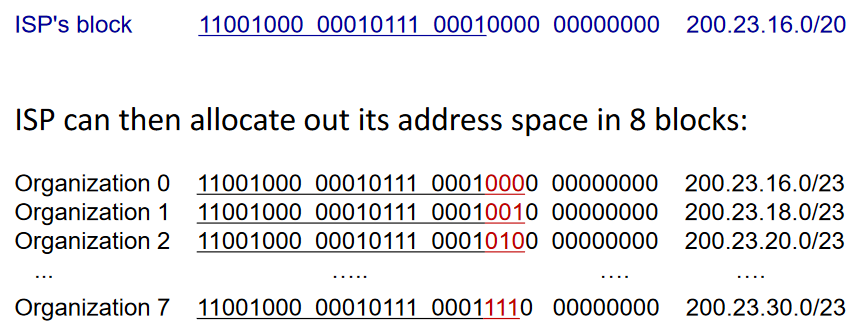 ISP's block 11001000 00010111 00010000 00000000 200.23.16.0/20
ISP can then allocate out its address space in 8 blocks:
Organization 0 11001000 00010111 00010000 00000000 200.23.16.0/23
Organization 1 11001000 00010111 00010010 00000000 200.23.18.0/23
Organization 2 11001000 00010111 00010100 00000000 200.23.20.0/23
... ….. …. ….
Organization 7 11001000 00010111 00011110 00000000 200.23.30.0/23